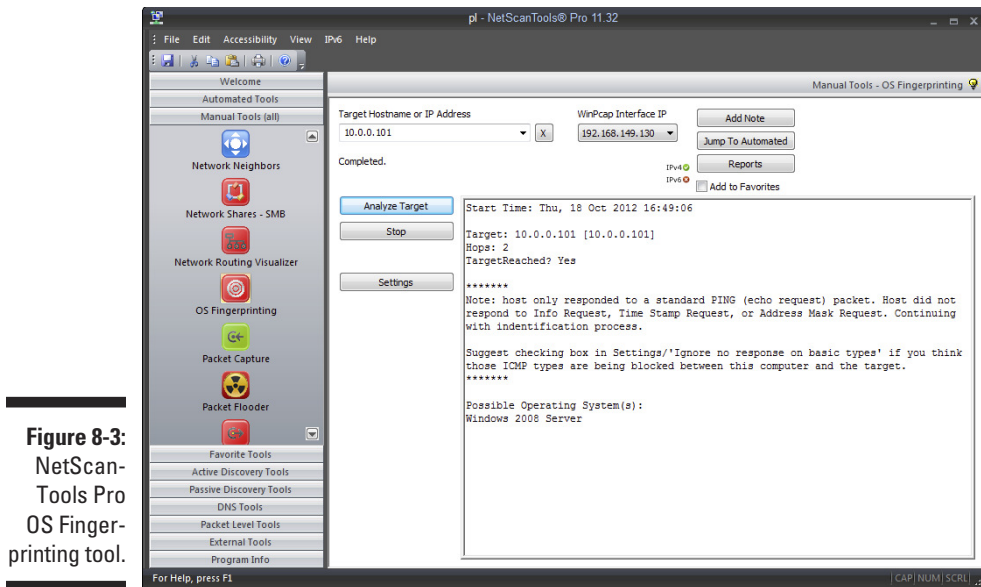 pl - NetScanTools® Pro 11.32
File Edit Accessibility View IPv6 Help
Welcome
Automated Tools
Manual Tools (all)
Network Neighbors
Network Shares - SMB
Network Routing Visualizer
OS Fingerprinting
Packet Capture
Packet Flooder
Favorite Tools
Active Discovery Tools
Passive Discovery Tools
DNS Tools
Packet Level Tools
External Tools
Program Info
Manual Tools - OS Fingerprinting
Target Hostname or IP Address
10.0.0.101
X
WinPcap Interface IP
192.168.149.130
Add Note
Jump To Automated
Reports
Add to Favorites
Completed.
IPv4
IPv6
Analyze Target
Stop
Settings
Start Time: Thu, 18 Oct 2012 16:49:06
Target: 10.0.0.101 [10.0.0.101]
Hops: 2
TargetReached? Yes
*******
Note: host only responded to a standard PING (echo request) packet. Host did not
respond to Info Request, Time Stamp Request, or Address Mask Request. Continuing
with indentification process.
Suggest checking box in Settings/'Ignore no response on basic types' if you think
those ICMP types are being blocked between this computer and the target.
*******
Possible Operating System(s):
Windows 2008 Server
For Help, press F1
CAP NUM SCRL
Figure 8-3:
NetScan-
Tools Pro
OS Finger-
printing tool.